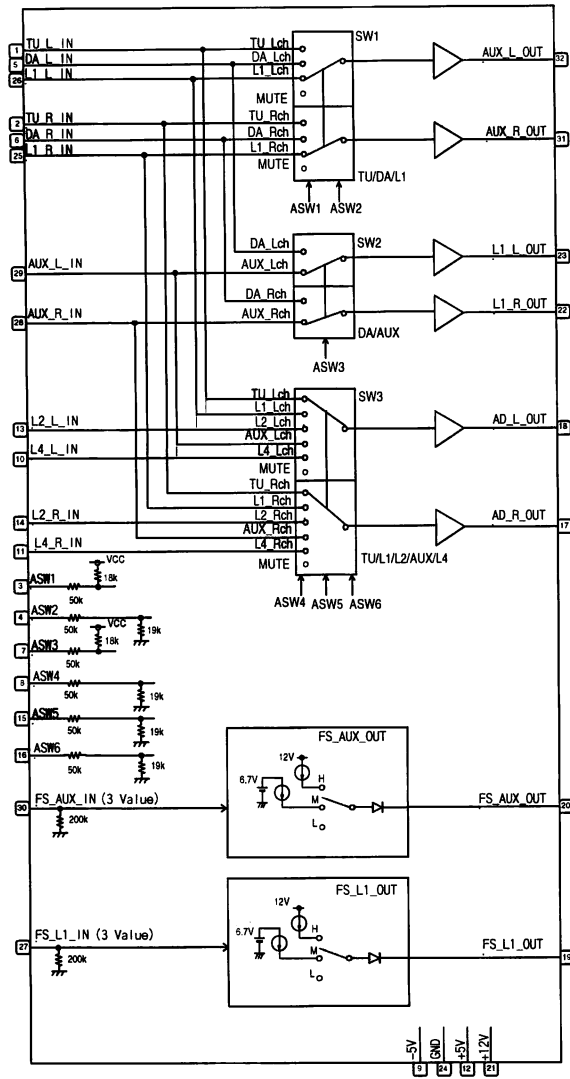 TU_L_IN TU_Lch SW1
1
DA_L_IN DA_Lch AUX_L_OUT
5 32
L1_L_IN L1_Lch
26
MUTE
TU_R_IN TU_Rch
2
DA_R_IN DA_Rch AUX_R_OUT
6 31
L1_R_IN L1_Rch
25
MUTE
TU/DA/L1
ASW1 ASW2
DA_Lch SW2 L1_L_OUT
23
AUX_L_IN AUX_Lch
29
DA_Rch L1_R_OUT
22
AUX_R_IN AUX_Rch
28
DA/AUX
ASW3
TU_Lch SW3
L1_Lch
L2_L_IN L2_Lch AD_L_OUT
13 18
AUX_Lch
L4_L_IN L4_Lch
10
MUTE
TU_Rch
L1_Rch
L2_R_IN L2_Rch AD_R_OUT
14 17
AUX_Rch
L4_R_IN L4_Rch
11
MUTE TU/L1/L2/AUX/L4
VCC
ASW1 18k
3
50k
ASW4 ASW5 ASW6
ASW2
4
50k VCC 19k
ASW3 18k
7
50k
ASW4
8
50k 19k
ASW5
15
50k 19k
ASW6
16
50k 19k
FS_AUX_OUT
12V
6.7V H
M
FS_AUX_IN (3 Value) FS_AUX_OUT
30 20
L
200k
FS_L1_OUT
12V
6.7V H
M
FS_L1_IN (3 Value) FS_L1_OUT
27 19
L
200k
-5V GND +5V +12V
9 24 12 21